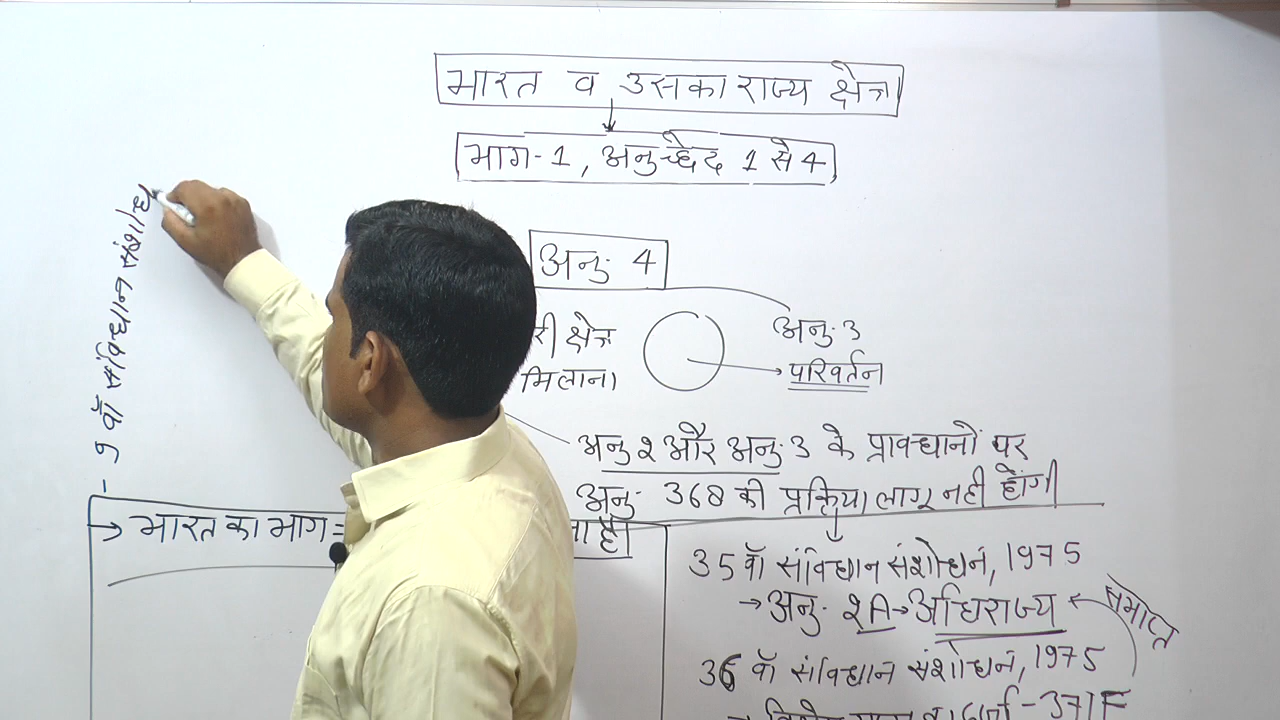 भारत व उसका राज्य क्षेत्र
भाग-1, अनुच्छेद 1 से 4
अनु. 4
री क्षेत्र
मिलाना
अनु. 3
परिवर्तन
अनु 2 और अनु. 3 के प्रावधानों पर
अनु. 368 की प्रक्रिया लागू नही होंगी
- 9 वॉ संविधान संशोध
→ भारत का भाग =
ता है।
35 वॉ संविधान संशोधन, 1975
→ अनु. 2A → अधिराज्य
समाप्त
36 वॉ संविधान संशोधन, 1975
- 371F